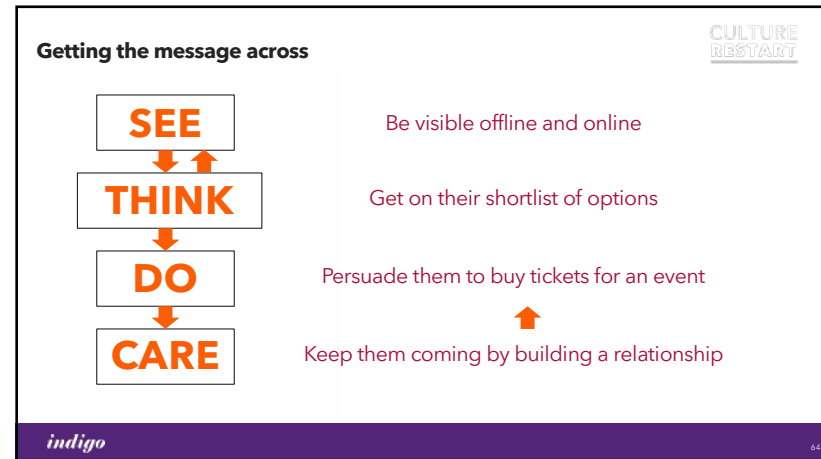 CULTURE
RESTART
Getting the message across
SEE
Be visible offline and online
THINK
Get on their shortlist of options
DO
Persuade them to buy tickets for an event
CARE
Keep them coming by building a relationship
indigo
64